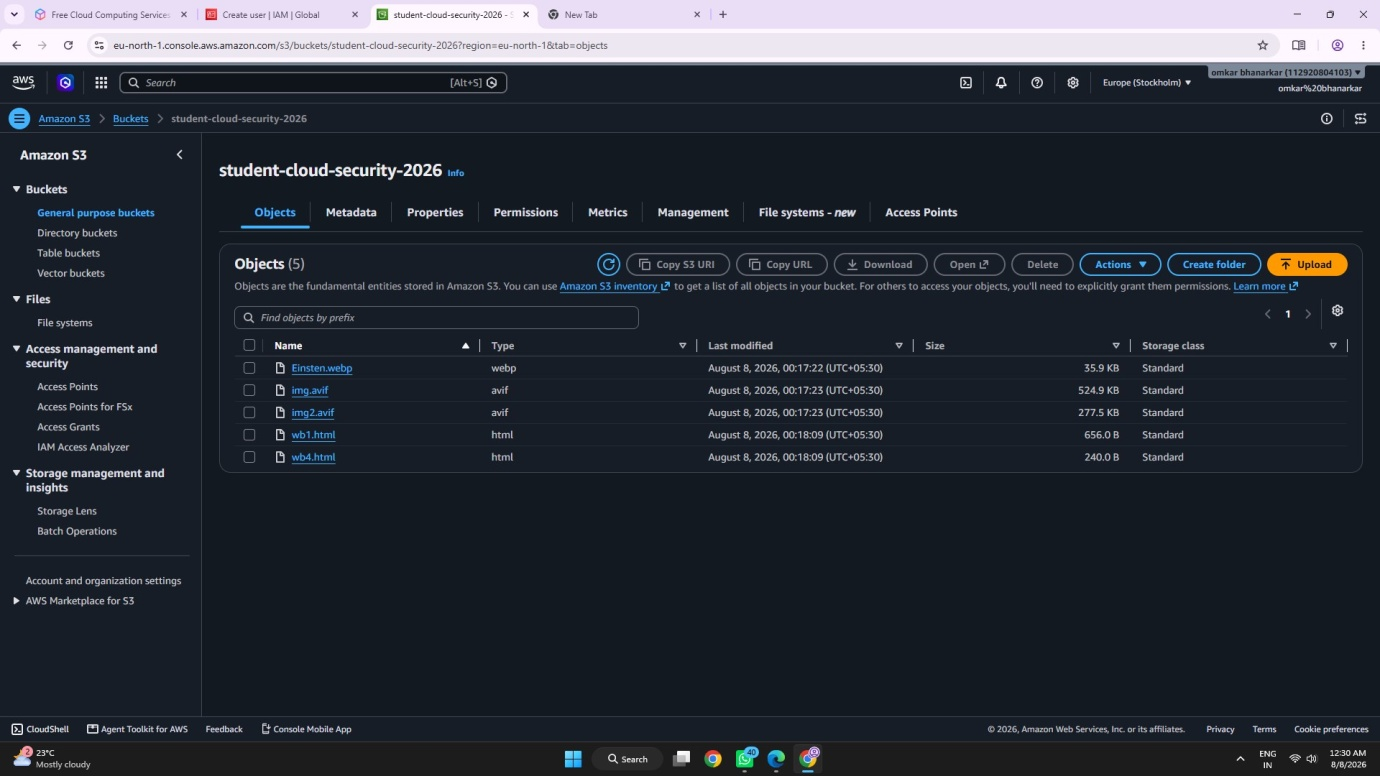 Free Cloud Computing Services
Create user | IAM | Global
student-cloud-security-2026 - S
New Tab
eu-north-1.console.aws.amazon.com/s3/buckets/student-cloud-security-2026?region=eu-north-1&tab=objects
aws
Search
[Alt+S]
Europe (Stockholm) ▼
omkar bhanarkar (112920804103) ▼
omkar%20bhanarkar
Amazon S3 > Buckets > student-cloud-security-2026
Amazon S3
Buckets
General purpose buckets
Directory buckets
Table buckets
Vector buckets
Files
File systems
Access management and
security
Access Points
Access Points for FSx
Access Grants
IAM Access Analyzer
Storage management and
insights
Storage Lens
Batch Operations
Account and organization settings
AWS Marketplace for S3
student-cloud-security-2026 Info
Objects Metadata Properties Permissions Metrics Management File systems - new Access Points
Objects (5)
Copy S3 URI Copy URL Download Open Delete Actions Create folder Upload
Objects are the fundamental entities stored in Amazon S3. You can use Amazon S3 inventory to get a list of all objects in your bucket. For others to access your objects, you'll need to explicitly grant them permissions. Learn more
Find objects by prefix
1
Name Type Last modified Size Storage class
Einsten.webp webp August 8, 2026, 00:17:22 (UTC+05:30) 35.9 KB Standard
img.avif avif August 8, 2026, 00:17:23 (UTC+05:30) 524.9 KB Standard
img2.avif avif August 8, 2026, 00:17:23 (UTC+05:30) 277.5 KB Standard
wb1.html html August 8, 2026, 00:18:09 (UTC+05:30) 656.0 B Standard
wb4.html html August 8, 2026, 00:18:09 (UTC+05:30) 240.0 B Standard
CloudShell Agent Toolkit for AWS Feedback Console Mobile App
© 2026, Amazon Web Services, Inc. or its affiliates. Privacy Terms Cookie preferences
2
23°C
Mostly cloudy
Search
40
ENG
IN
12:30 AM
8/8/2026